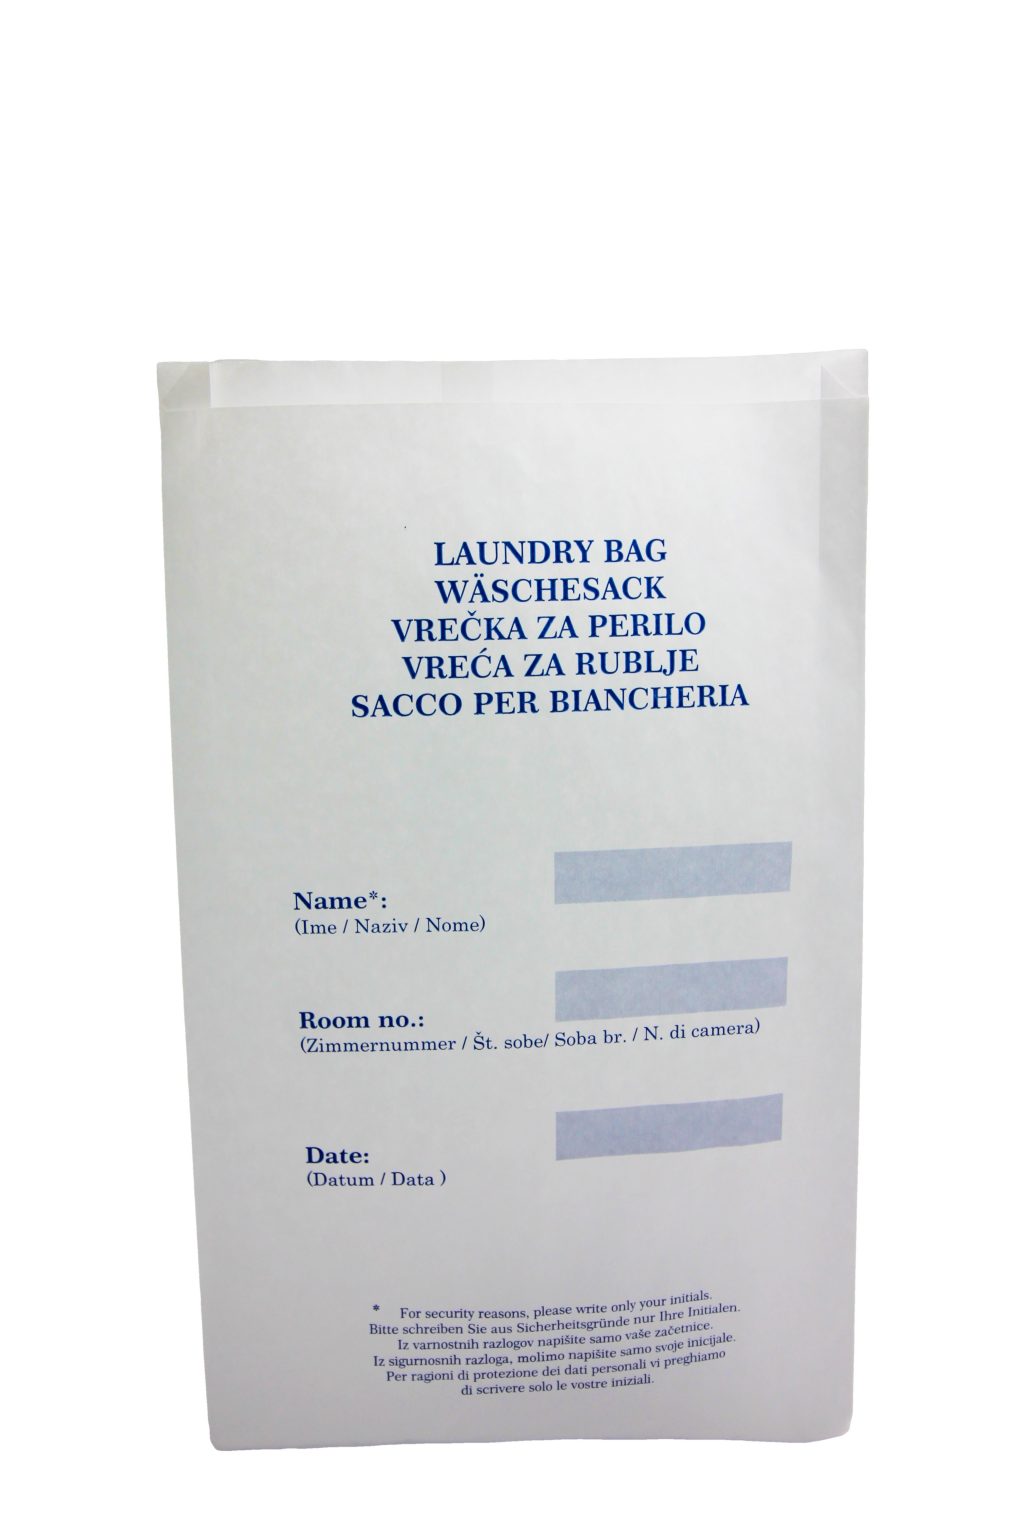 LAUNDRY BAG
WÄSCHESACK
VREČKA ZA PERILO
VREĆA ZA RUBLJE
SACCO PER BIANCHERIA
Name*:
(Ime / Naziv / Nome)
Room no.:
(Zimmernummer / Št. sobe/ Soba br. / N. di camera)
Date:
(Datum / Data )
* For security reasons, please write only your initials.
Bitte schreiben Sie aus Sicherheitsgründe nur Ihre Initialen.
Iz varnostnih razlogov napišite samo vaše začetnice.
Iz sigurnosnih razloga, molimo napišite samo svoje inicijale.
Per ragioni di protezione dei dati personali vi preghiamo
di scrivere solo le vostre iniziali.